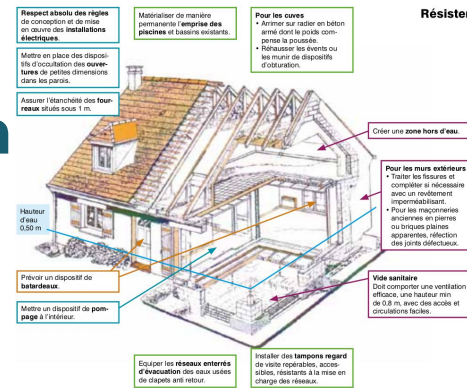 Résister
Respect absolu des règles
de conception et de mise
en œuvre des installations
électriques.
Mettre en place des disposi-
tifs d'occultation des ouver-
tures de petites dimensions
dans les parois.
Assurer l'étanchéité des four-
reaux situés sous 1 m.
Matérialiser de manière
permanente l'emprise des
piscines et bassins existants.
Pour les cuves
• Arrimer sur radier en béton
armé dont le poids com-
pense la poussée.
• Réhausser les évents ou
les munir de dispositifs
d'obturation.
Créer une zone hors d'eau.
Pour les murs extérieurs
• Traiter les fissures et
compléter si nécessaire
avec un revêtement
imperméabilisant.
• Pour les maçonneries
anciennes en pierres
ou briques pleines
apparentes, réfection
des joints défectueux.
Hauteur
d'eau
0,50 m
Prévoir un dispositif de
batardeaux.
Mettre un dispositif de pom-
page à l'intérieur.
Vide sanitaire
Doit comporter une ventilation
efficace, une hauteur min
de 0,8 m, avec des accès et
circulations faciles.
Equiper les réseaux enterrés
d'évacuation des eaux usées
de clapets anti retour.
Installer des tampons regard
de visite repérables, acces-
sibles, résistants à la mise en
charge des réseaux.